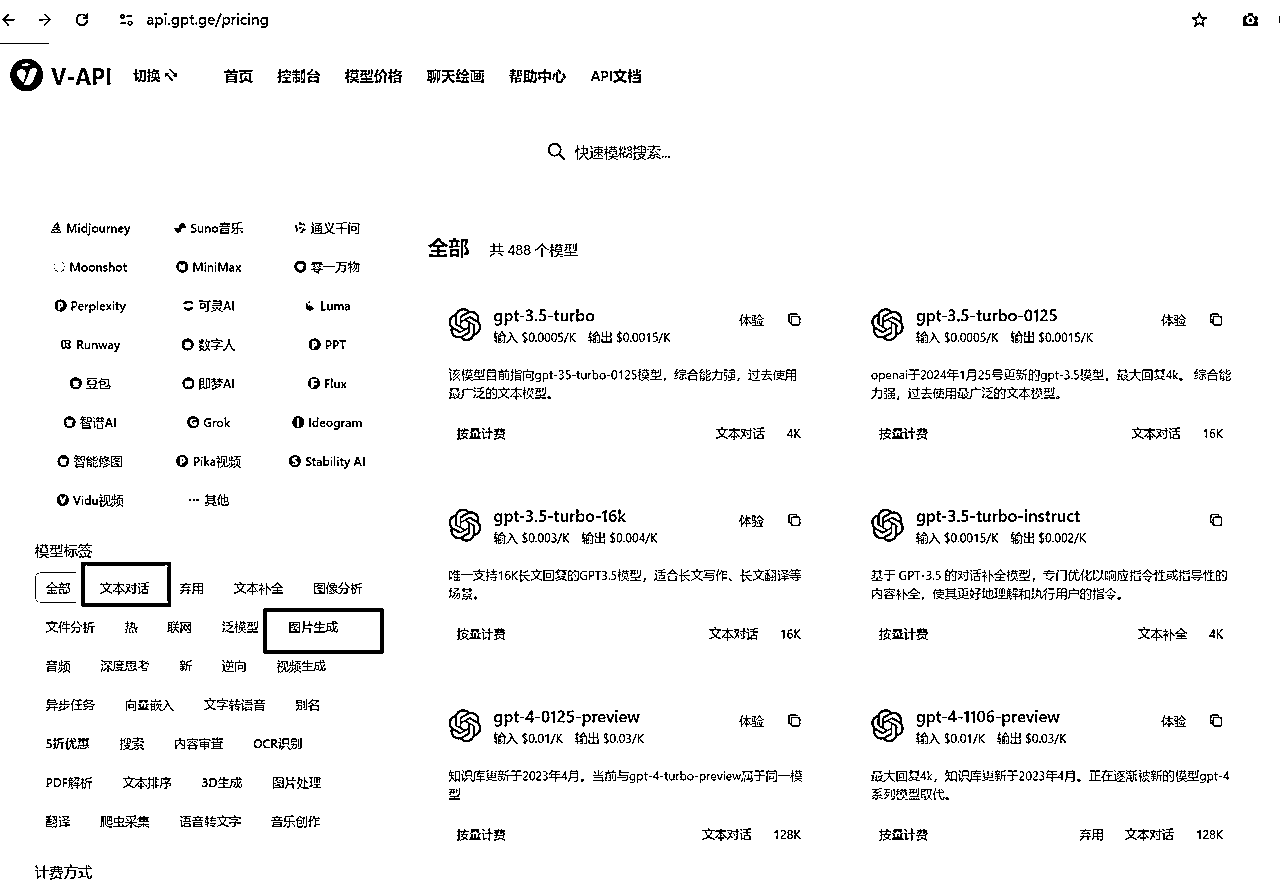 api.gpt.ge/pricing
V-API 切换 首页 控制台 模型价格 聊天绘画 帮助中心 API文档
快速模糊搜索...
Midjourney Suno音乐 通义千问
Moonshot MiniMax 零一万物
Perplexity 可灵AI Luma
Runway 数字人 PPT
豆包 即梦AI Flux
智谱AI Grok Ideogram
智能修图 Pika视频 Stability AI
Vidu视频 ... 其他
模型标签
全部 文本对话 弃用 文本补全 图像分析
文件分析 热 联网 泛模型 图片生成
音频 深度思考 新 逆向 视频生成
异步任务 向量嵌入 文字转语音 别名
5折优惠 搜索 内容审查 OCR识别
PDF解析 文本排序 3D生成 图片处理
翻译 爬虫采集 语音转文字 音乐创作
计费方式
全部 共 488 个模型
gpt-3.5-turbo 体验
输入 $0.0005/K 输出 $0.0015/K
该模型目前指向gpt-35-turbo-0125模型，综合能力强，过去使用
最广泛的文本模型。
按量计费 文本对话 4K
gpt-3.5-turbo-0125 体验
输入 $0.0005/K 输出 $0.0015/K
openai于2024年1月25号更新的gpt-3.5模型，最大回复4k。 综合能
力强，过去使用最广泛的文本模型。
按量计费 文本对话 16K
gpt-3.5-turbo-16k 体验
输入 $0.003/K 输出 $0.004/K
唯一支持16K长文回复的GPT3.5模型，适合长文写作、长文翻译等
场景。
按量计费 文本对话 16K
gpt-3.5-turbo-instruct
输入 $0.0015/K 输出 $0.002/K
基于 GPT-3.5 的对话补全模型，专门优化以响应指令性或指导性的
内容补全，使其更好地理解和执行用户的指令。
按量计费 文本补全 4K
gpt-4-0125-preview 体验
输入 $0.01/K 输出 $0.03/K
知识库更新于2023年4月。当前与gpt-4-turbo-preview属于同一模
型
按量计费 文本对话 128K
gpt-4-1106-preview 体验
输入 $0.01/K 输出 $0.03/K
最大回复4k，知识库更新于2023年4月。正在逐渐被新的模型gpt-4
系列模型取代。
按量计费 弃用 文本对话 128K